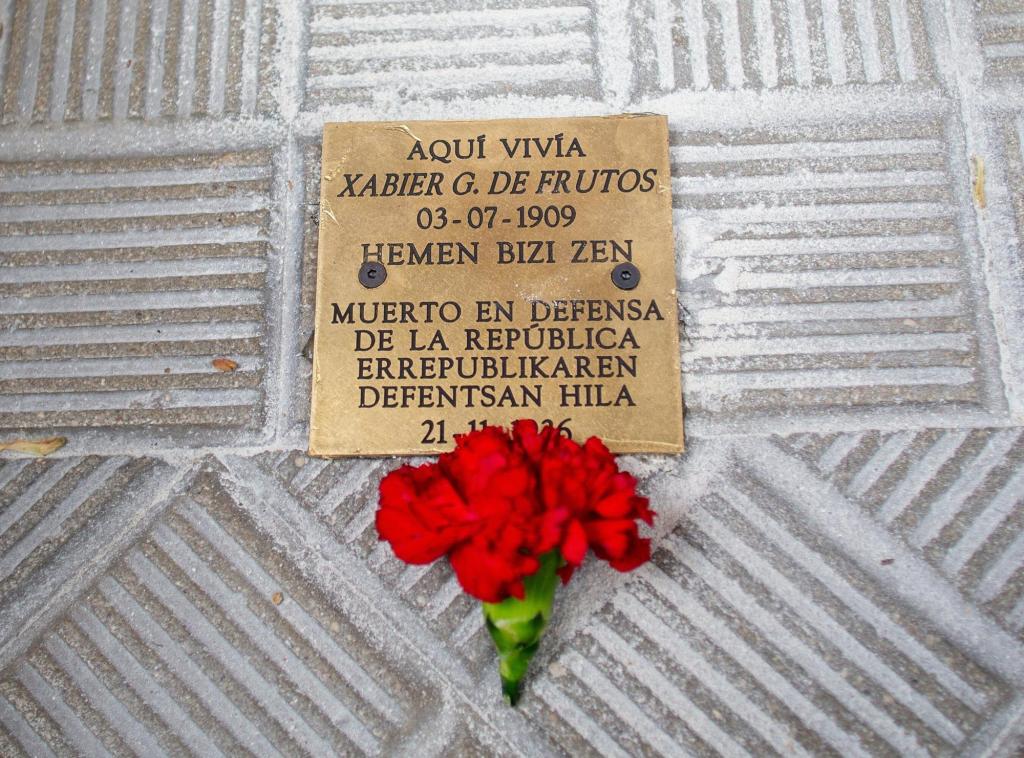 AQUÍ VIVÍA
XABIER G. DE FRUTOS
03-07-1909
HEMEN BIZI ZEN
MUERTO EN DEFENSA
DE LA REPÚBLICA
ERREPUBLIKAREN
DEFENTSAN HILA
21-11-1936